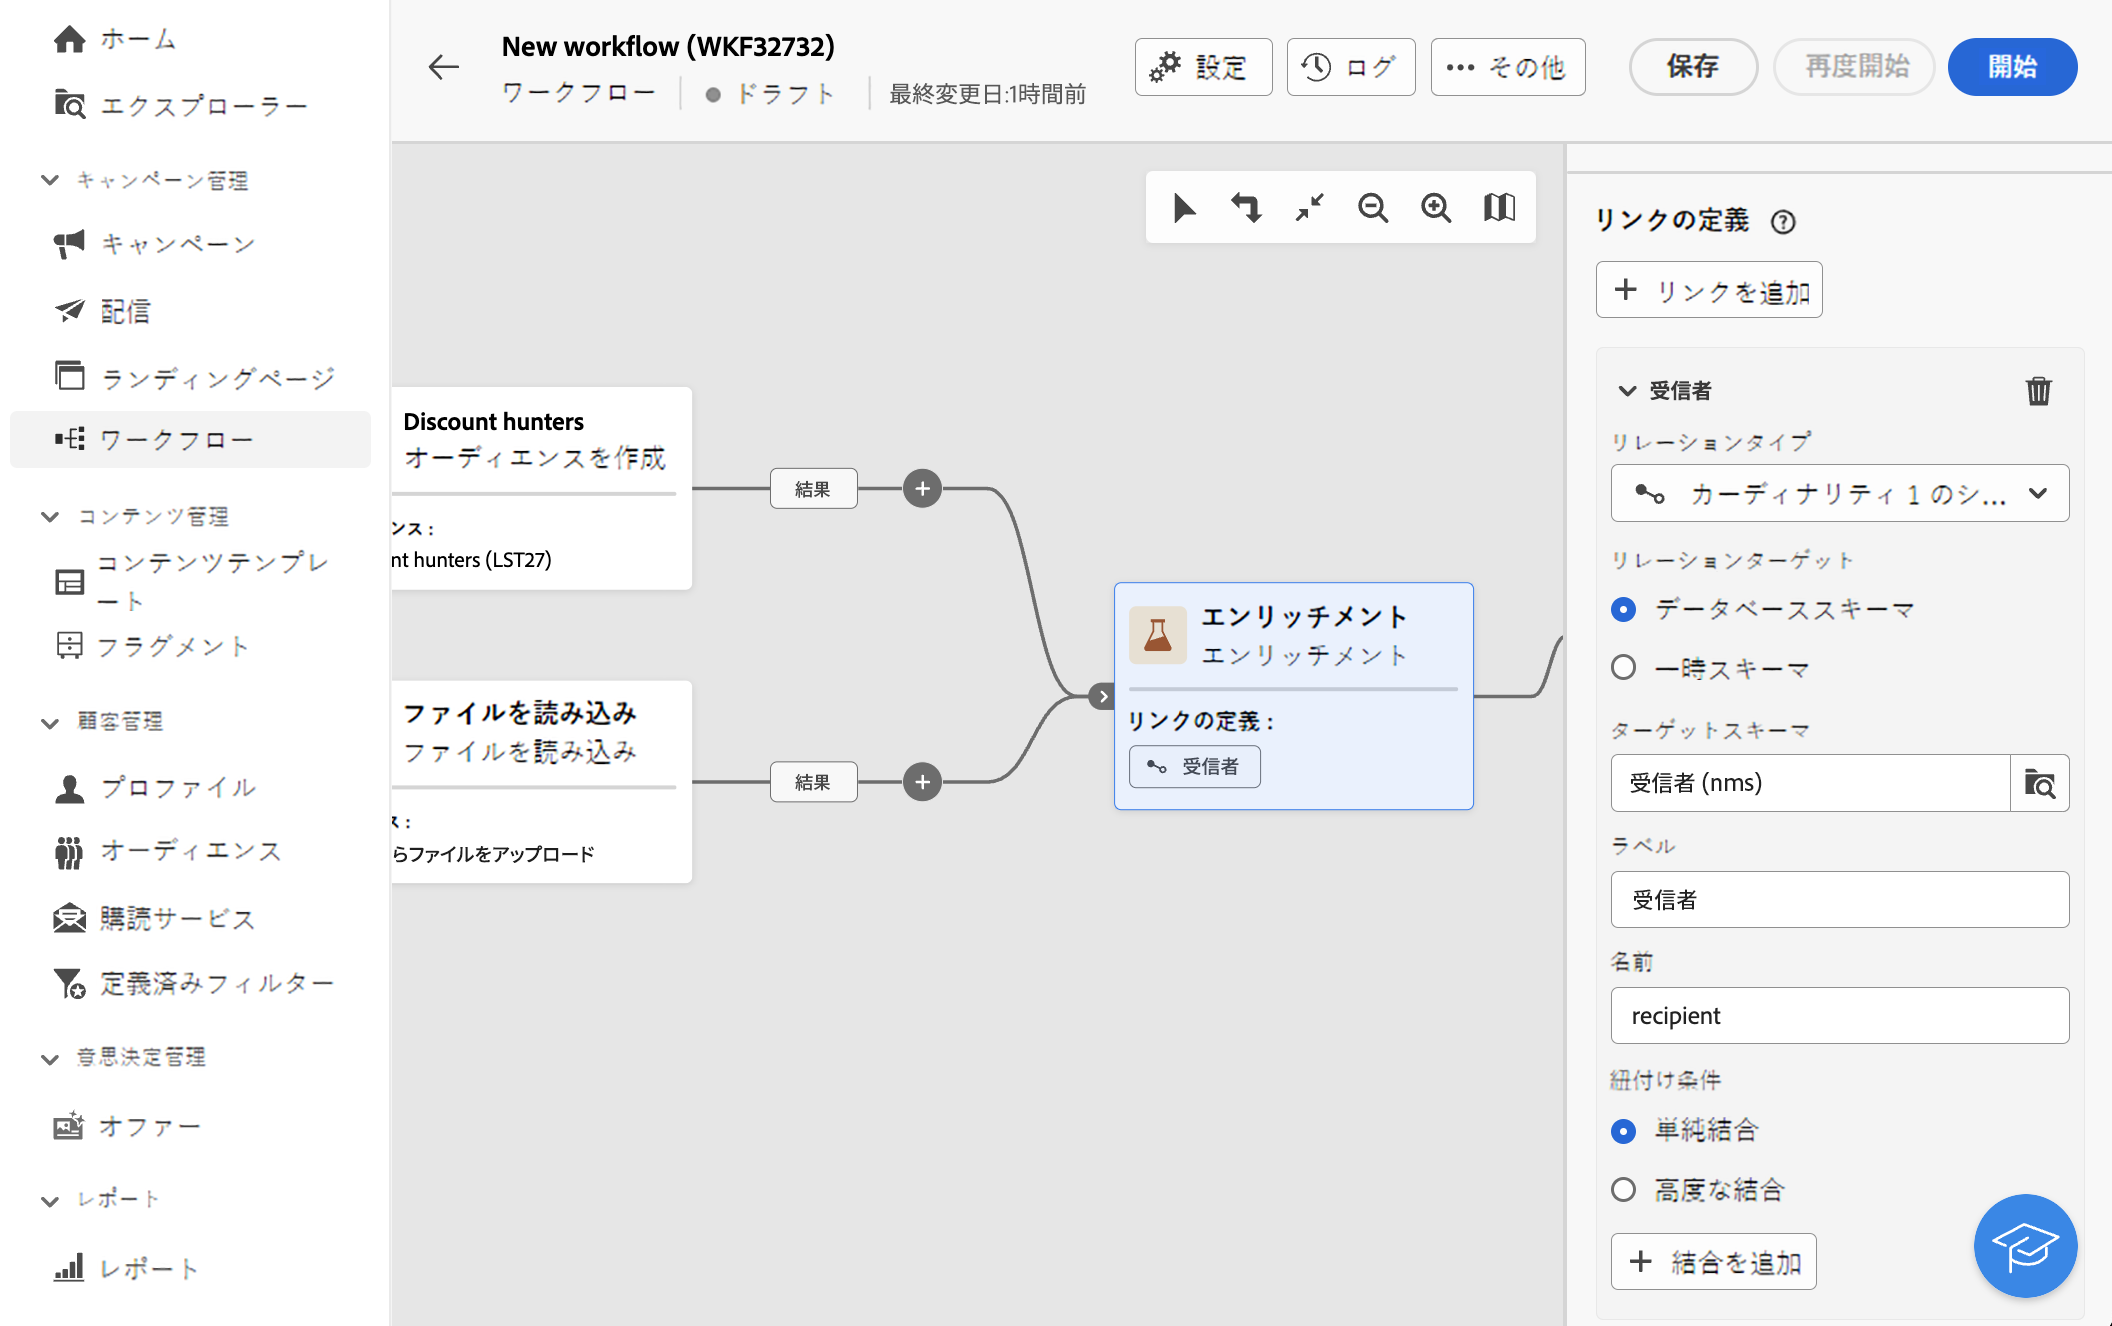 ホーム
エクスプローラー
キャンペーン管理
キャンペーン
配信
ランディングページ
ワークフロー
コンテンツ管理
コンテンツテンプレ
ート
フラグメント
顧客管理
プロファイル
オーディエンス
購読サービス
定義済みフィルター
意思決定管理
オファー
レポート
レポート
New workflow (WKF32732)
ワークフロー
ドラフト
最終変更日:1時間前
設定
ログ
その他
保存
再度開始
開始
Discount hunters
オーディエンスを作成
ンス :
nt hunters (LST27)
結果
ファイルを読み込み
ファイルを読み込み
ス :
らファイルをアップロード
結果
エンリッチメント
エンリッチメント
リンクの定義 :
受信者
リンクの定義
リンクを追加
受信者
リレーションタイプ
カーディナリティ 1 のシ...
リレーションターゲット
データベーススキーマ
一時スキーマ
ターゲットスキーマ
受信者 (nms)
ラベル
受信者
名前
recipient
紐付け条件
単純結合
高度な結合
結合を追加